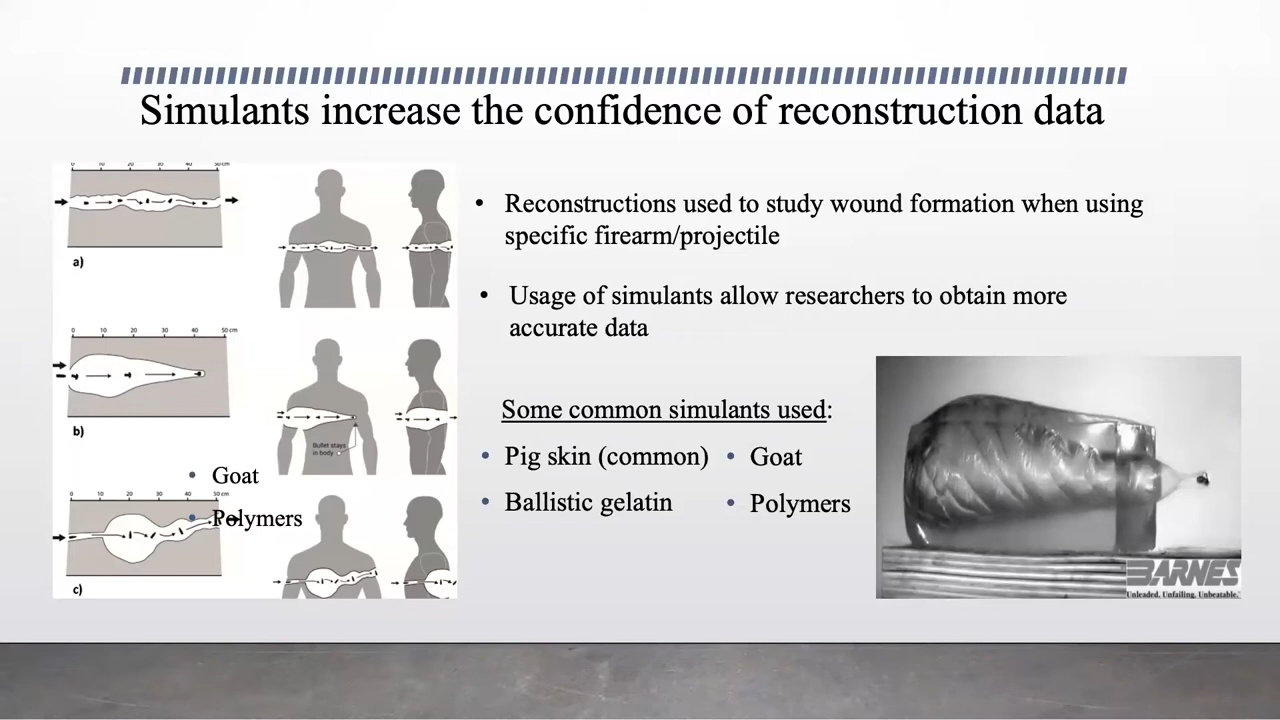 Simulants increase the confidence of reconstruction data
0 10 20 30 40 50 cm
a)
0 10 20 30 40 50 cm
b)
Bullet stays
in body
• Goat
0 10 20 30 40 50 cm
• Polymers
c)
• Reconstructions used to study wound formation when using
specific firearm/projectile
• Usage of simulants allow researchers to obtain more
accurate data
Some common simulants used:
• Pig skin (common) • Goat
• Ballistic gelatin • Polymers
BARNES
Unleaded. Unfailing. Unbeatable.